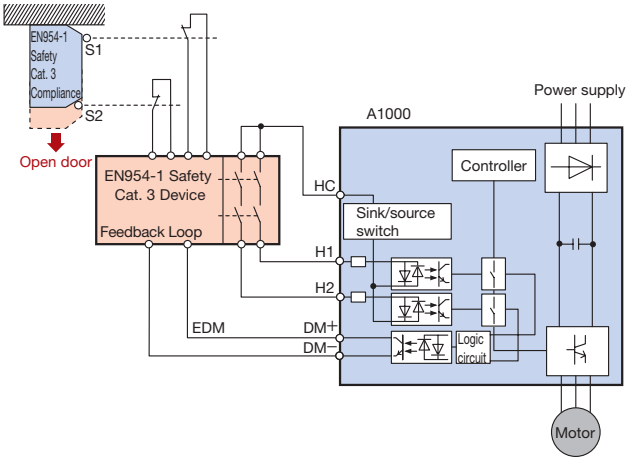 EN954-1
Safety
Cat. 3
Compliance
S1
S2
Open door
EN954-1 Safety
Cat. 3 Device
Feedback Loop
EDM
A1000
Power supply
Controller
HC
Sink/source
switch
H1
H2
DM+
DM−
Logic
circuit
Motor